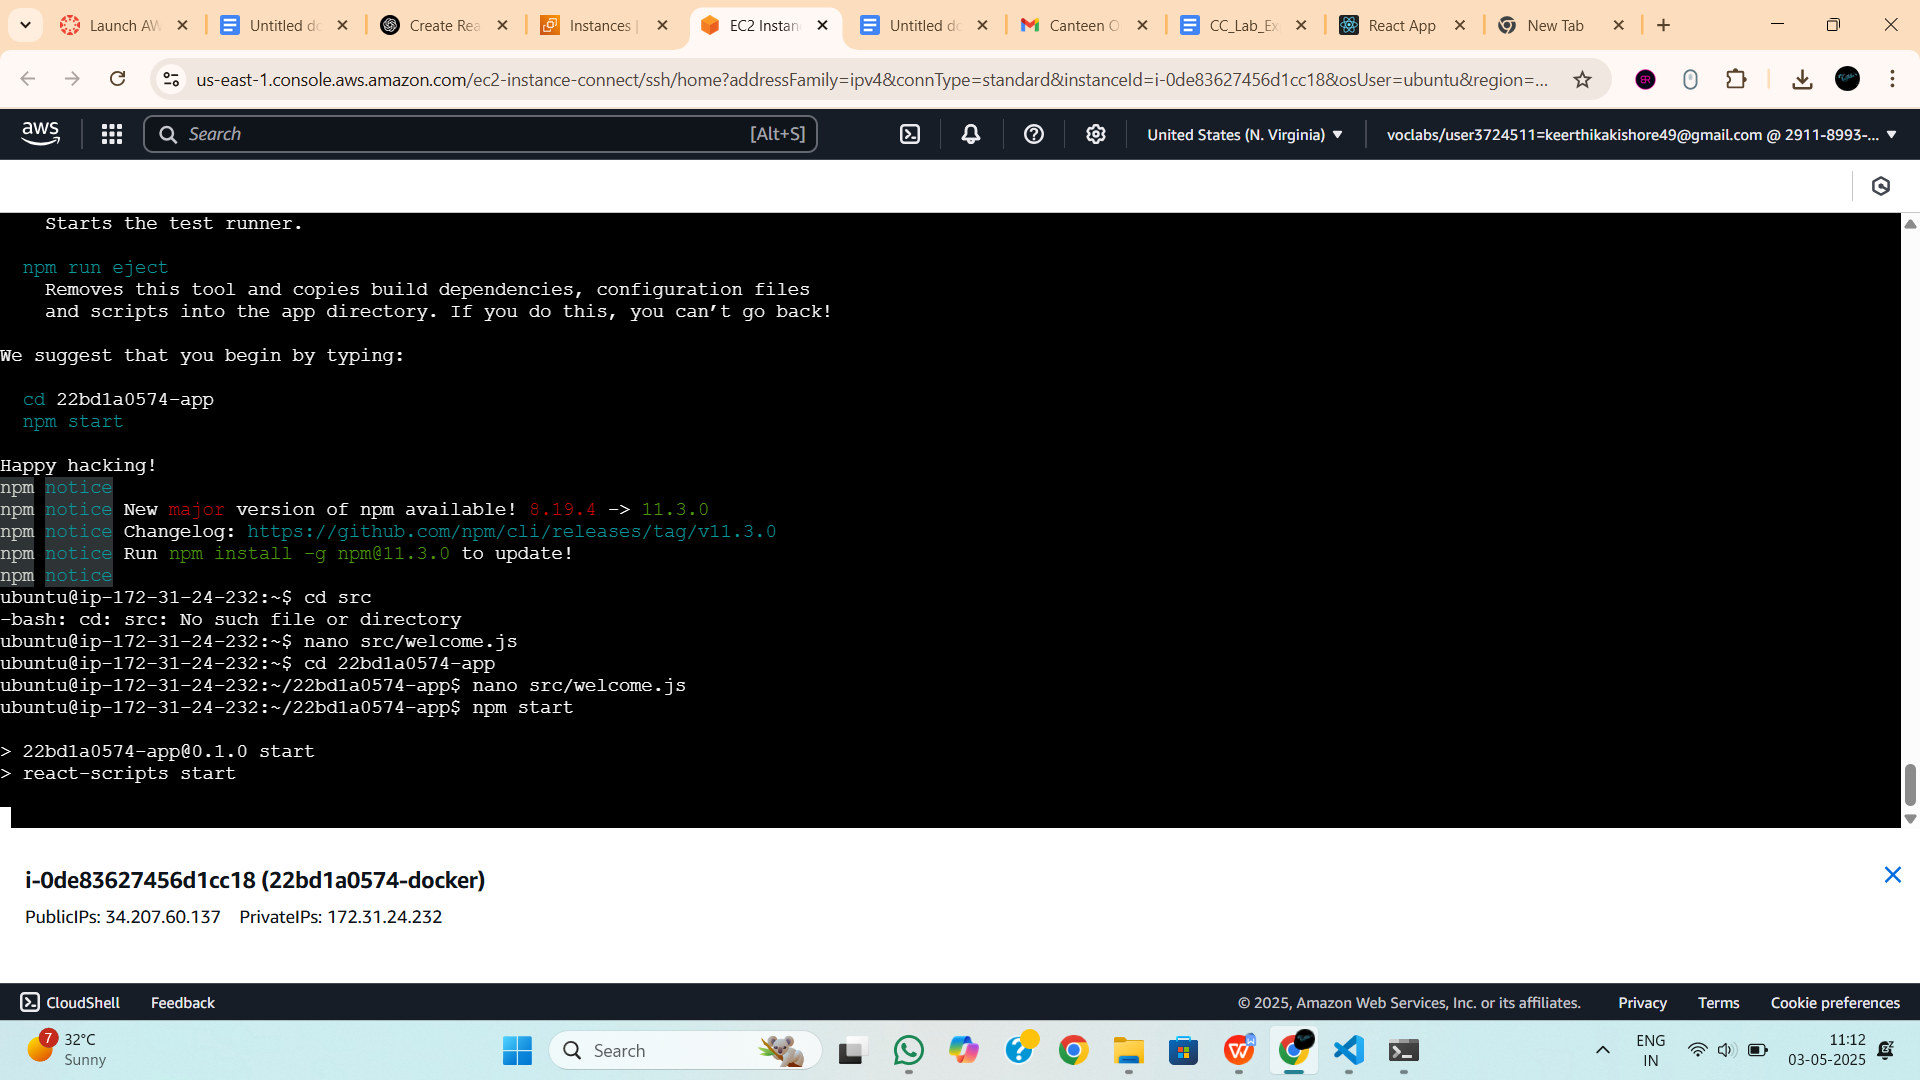 Launch AW
Untitled do
Create Rea
Instances |
EC2 Instan
Untitled do
Canteen O
CC_Lab_Ex
React App
New Tab
us-east-1.console.aws.amazon.com/ec2-instance-connect/ssh/home?addressFamily=ipv4&connType=standard&instanceId=i-0de83627456d1cc18&osUser=ubuntu&region=...
aws
Search
[Alt+S]
United States (N. Virginia)
voclabs/user3724511=keerthikakishore49@gmail.com @ 2911-8993-...
Starts the test runner.
npm run eject
Removes this tool and copies build dependencies, configuration files
and scripts into the app directory. If you do this, you can’t go back!
We suggest that you begin by typing:
cd 22bd1a0574-app
npm start
Happy hacking!
npm notice
npm notice New major version of npm available! 8.19.4 -> 11.3.0
npm notice Changelog: https://github.com/npm/cli/releases/tag/v11.3.0
npm notice Run npm install -g npm@11.3.0 to update!
npm notice
ubuntu@ip-172-31-24-232:~$ cd src
-bash: cd: src: No such file or directory
ubuntu@ip-172-31-24-232:~$ nano src/welcome.js
ubuntu@ip-172-31-24-232:~$ cd 22bd1a0574-app
ubuntu@ip-172-31-24-232:~/22bd1a0574-app$ nano src/welcome.js
ubuntu@ip-172-31-24-232:~/22bd1a0574-app$ npm start
> 22bd1a0574-app@0.1.0 start
> react-scripts start
i-0de83627456d1cc18 (22bd1a0574-docker)
PublicIPs: 34.207.60.137 PrivateIPs: 172.31.24.232
CloudShell
Feedback
© 2025, Amazon Web Services, Inc. or its affiliates.
Privacy
Terms
Cookie preferences
7
32°C
Sunny
Search
ENG
IN
11:12
03-05-2025